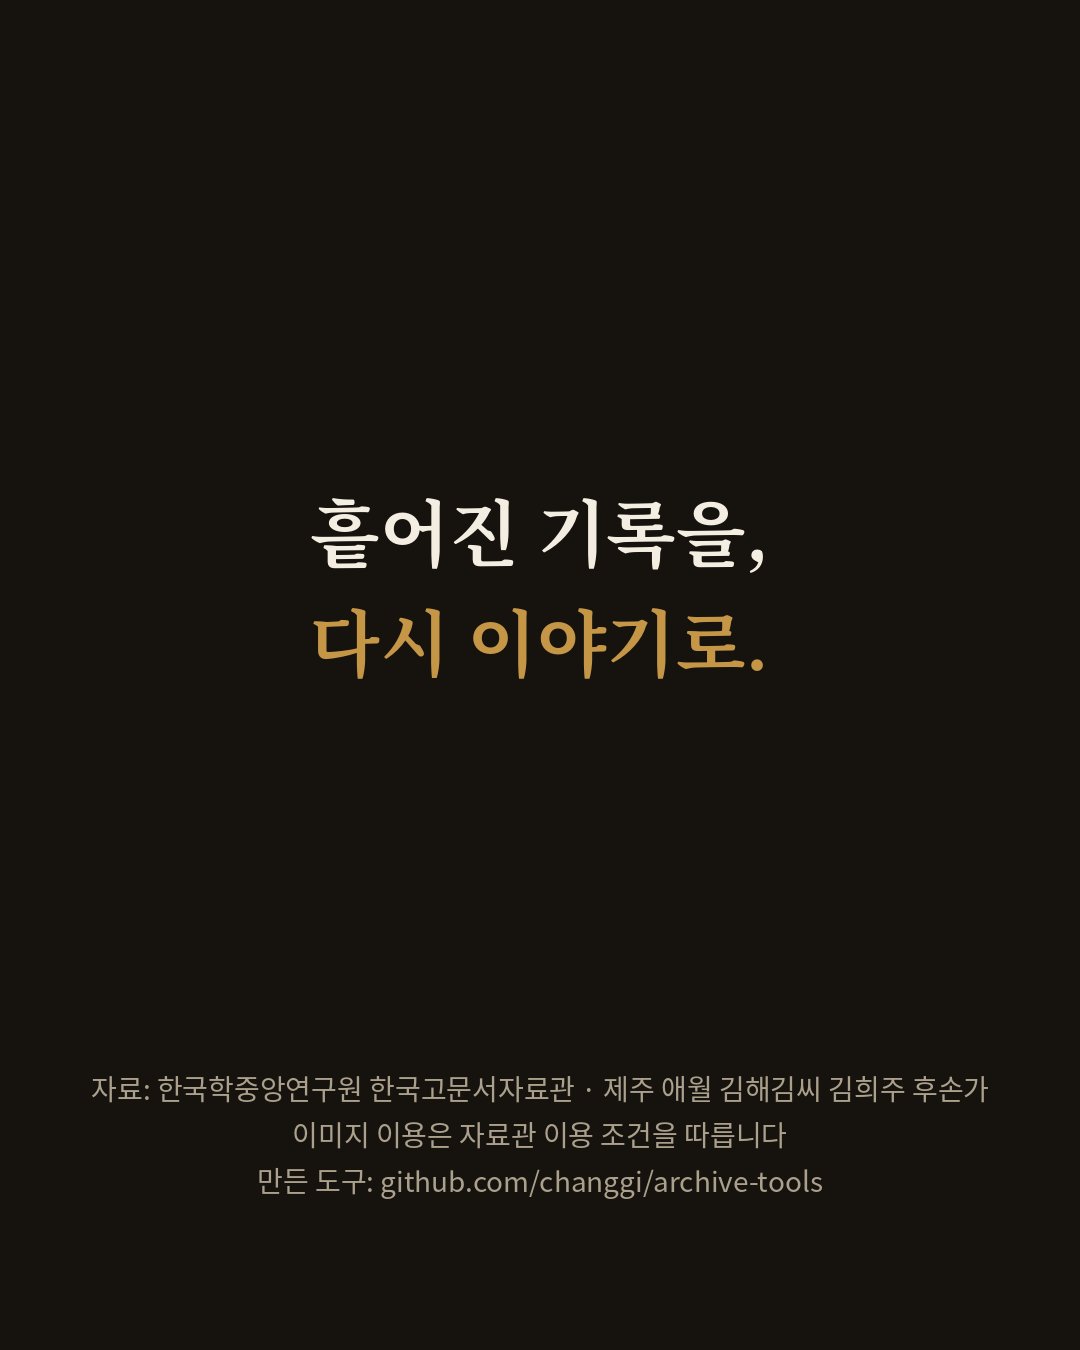 흩어진 기록을,
다시 이야기로.
자료: 한국학중앙연구원 한국고문서자료관 · 제주 애월 김해김씨 김희주 후손가
이미지 이용은 자료관 이용 조건을 따릅니다
만든 도구: github.com/changgi/archive-tools